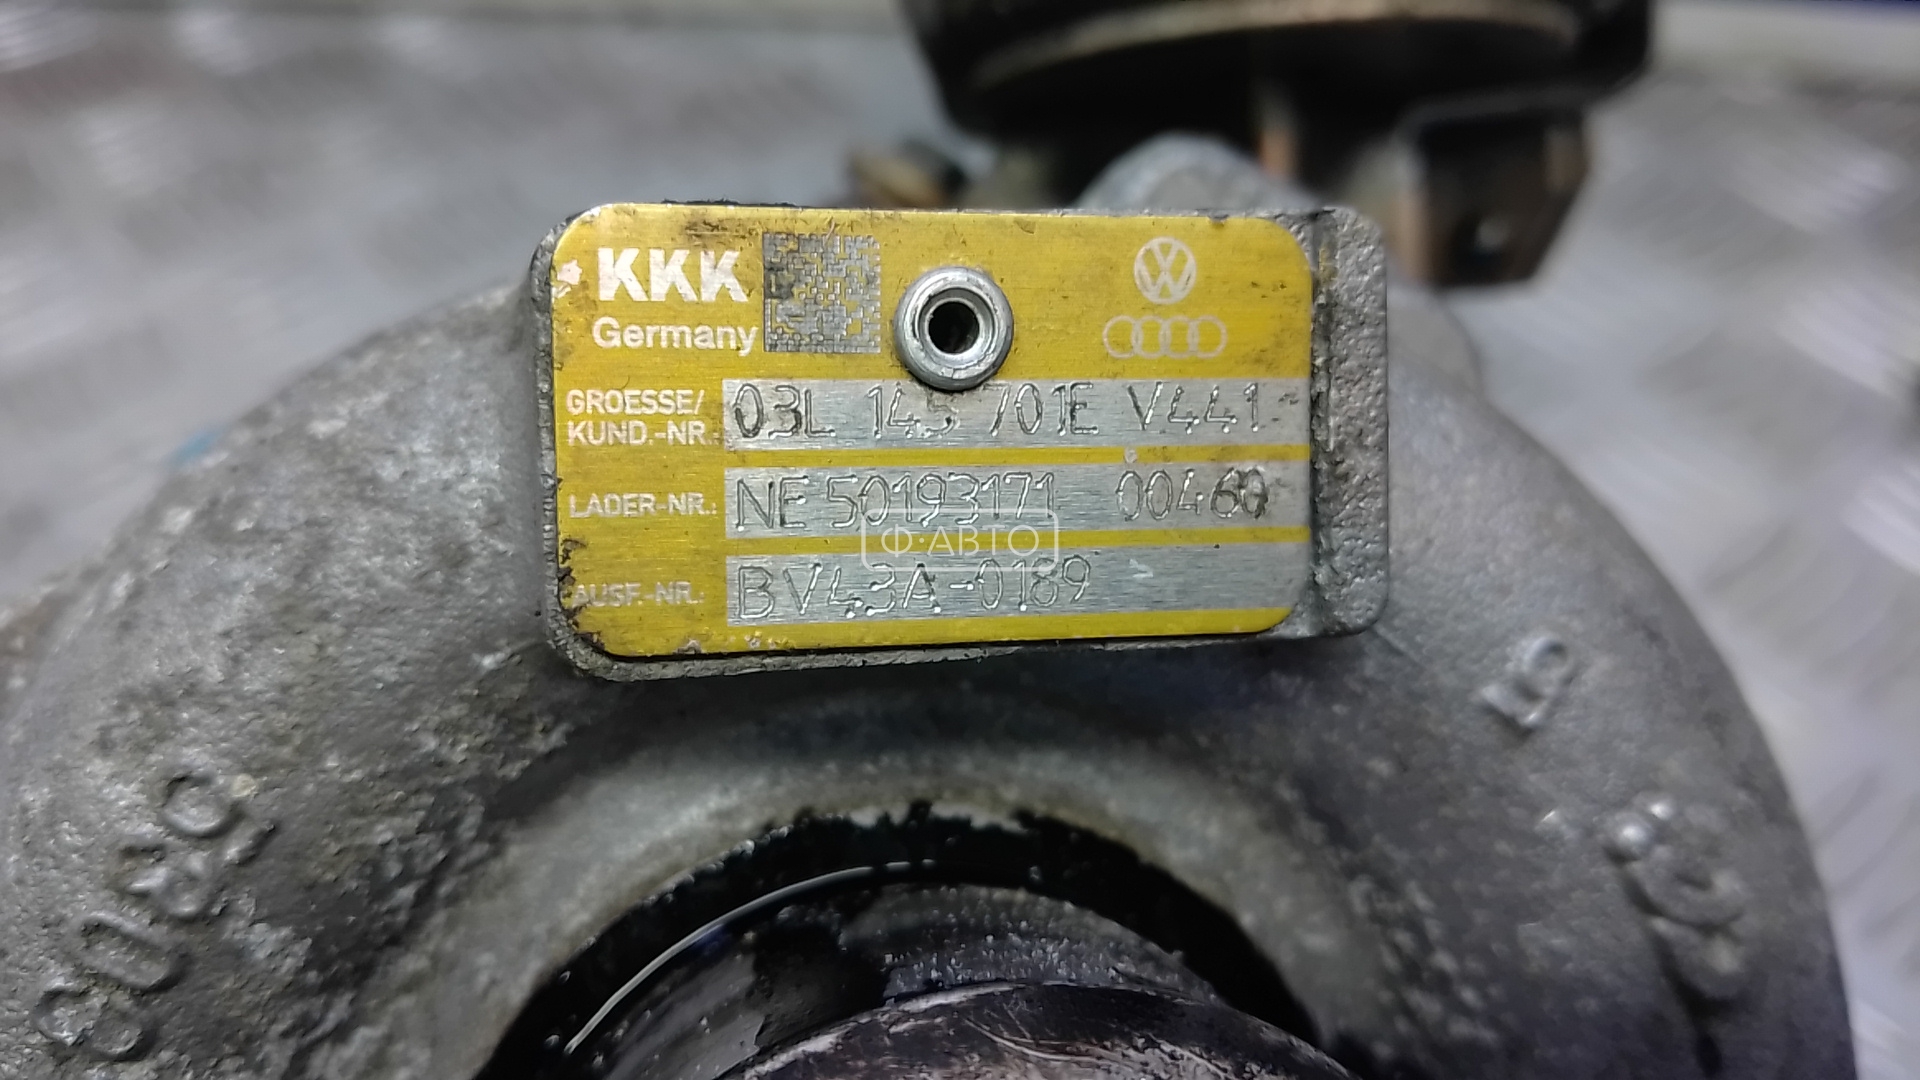 KKK
Germany
GROESSE/
KUND.-NR.: 03L 145 701E V441
LADER-NR.: NE 50193171 00460
Ф·АВТО
AUSF.-NR.: BV43A-0189